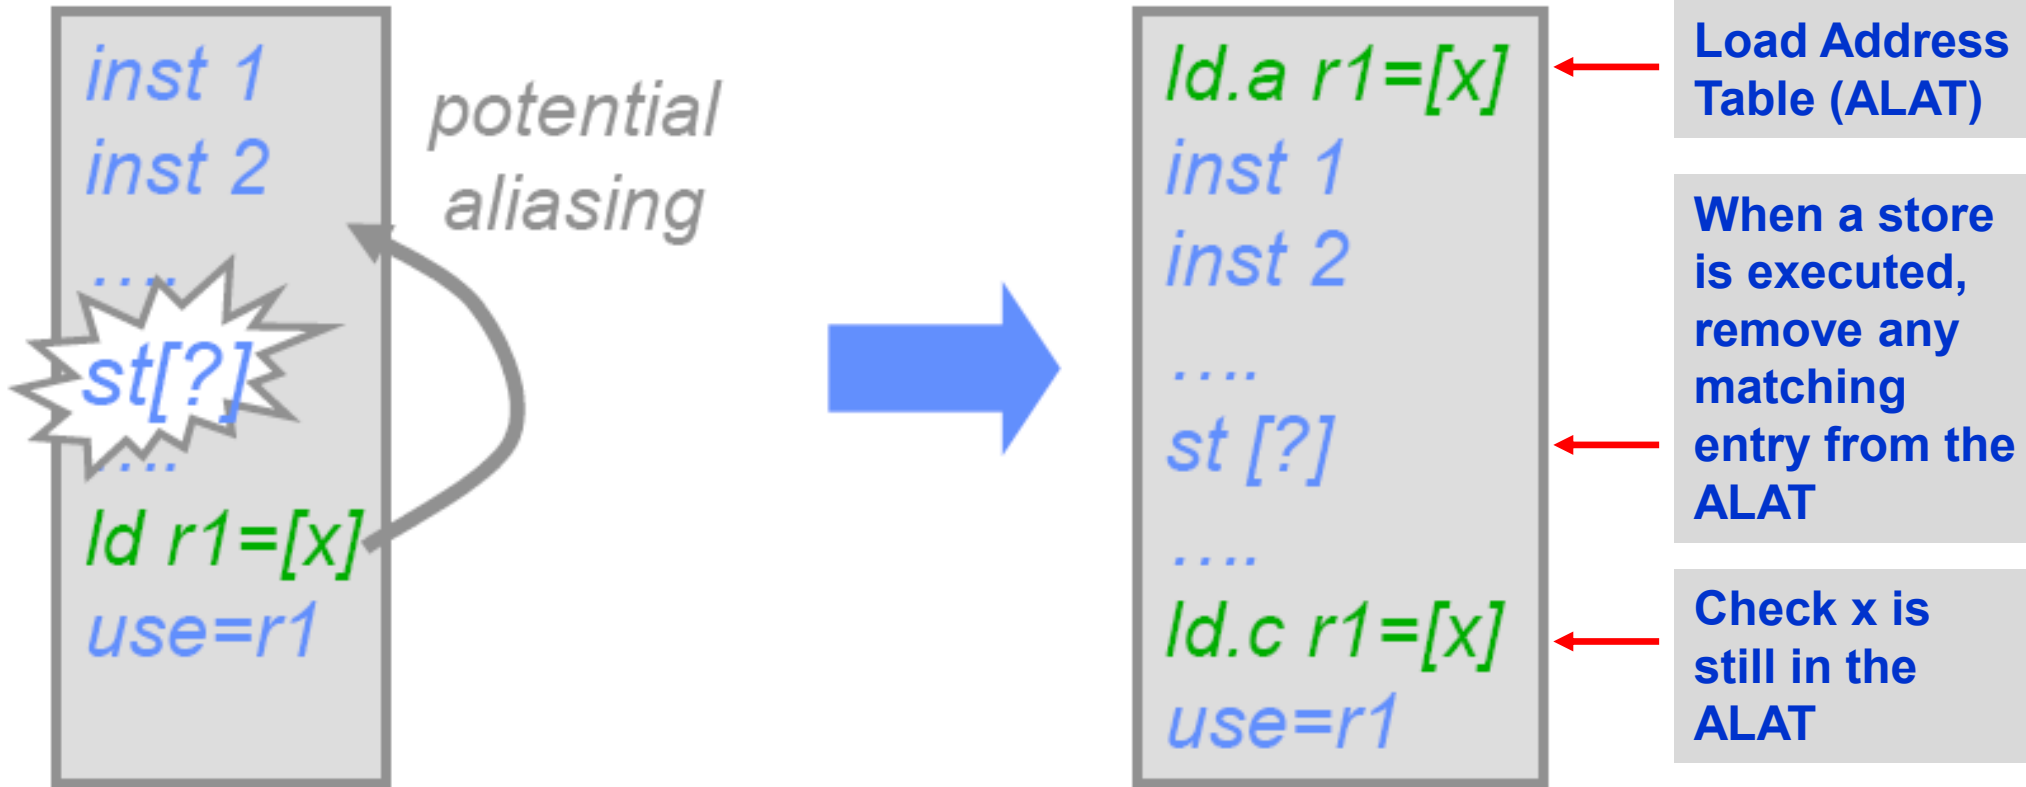 inst 1
inst 2
....
st[?]
....
ld r1=[x]
use=r1
potential
aliasing
ld.a r1=[x]
inst 1
inst 2
....
st [?]
....
ld.c r1=[x]
use=r1
Load Address
Table (ALAT)
When a store
is executed,
remove any
matching
entry from the
ALAT
Check x is
still in the
ALAT